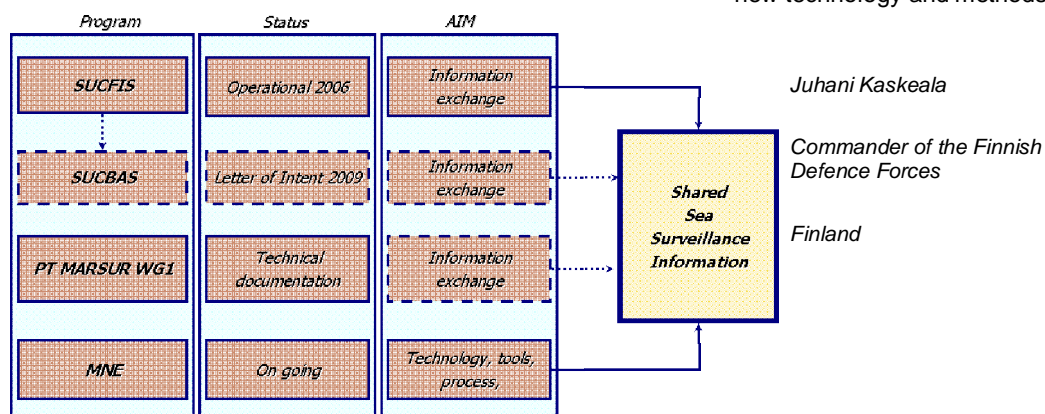 new technology and methods
Program Status AIM
SUCFIS
Operational 2006
Information
exchange
SUCBAS
Letter of Intent 2009
Information
exchange
PT MARSUR WG1
Technical
documentation
Information
exchange
MNE
On going
Technology, tools,
process,
Shared
Sea
Surveillance
Information
Juhani Kaskeala
Commander of the Finnish
Defence Forces
Finland